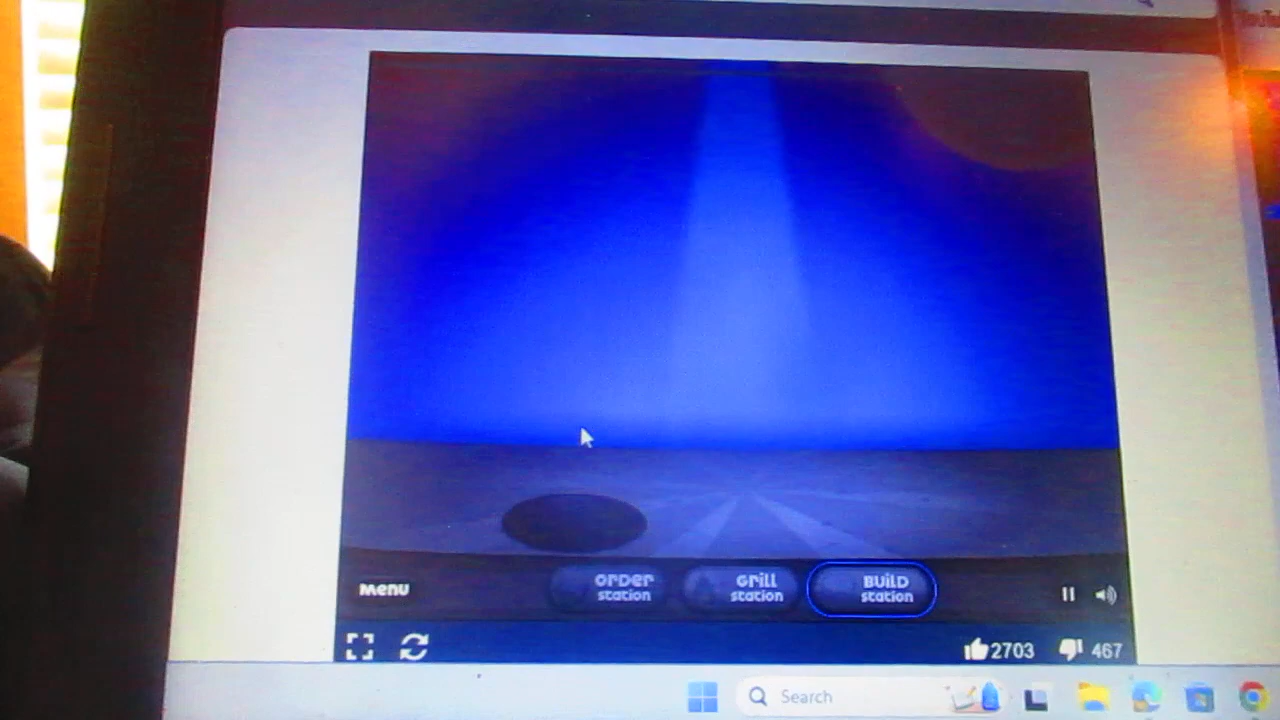 MENU
ORDER
station
GRILL
station
BUILD
station
2703
467
Search